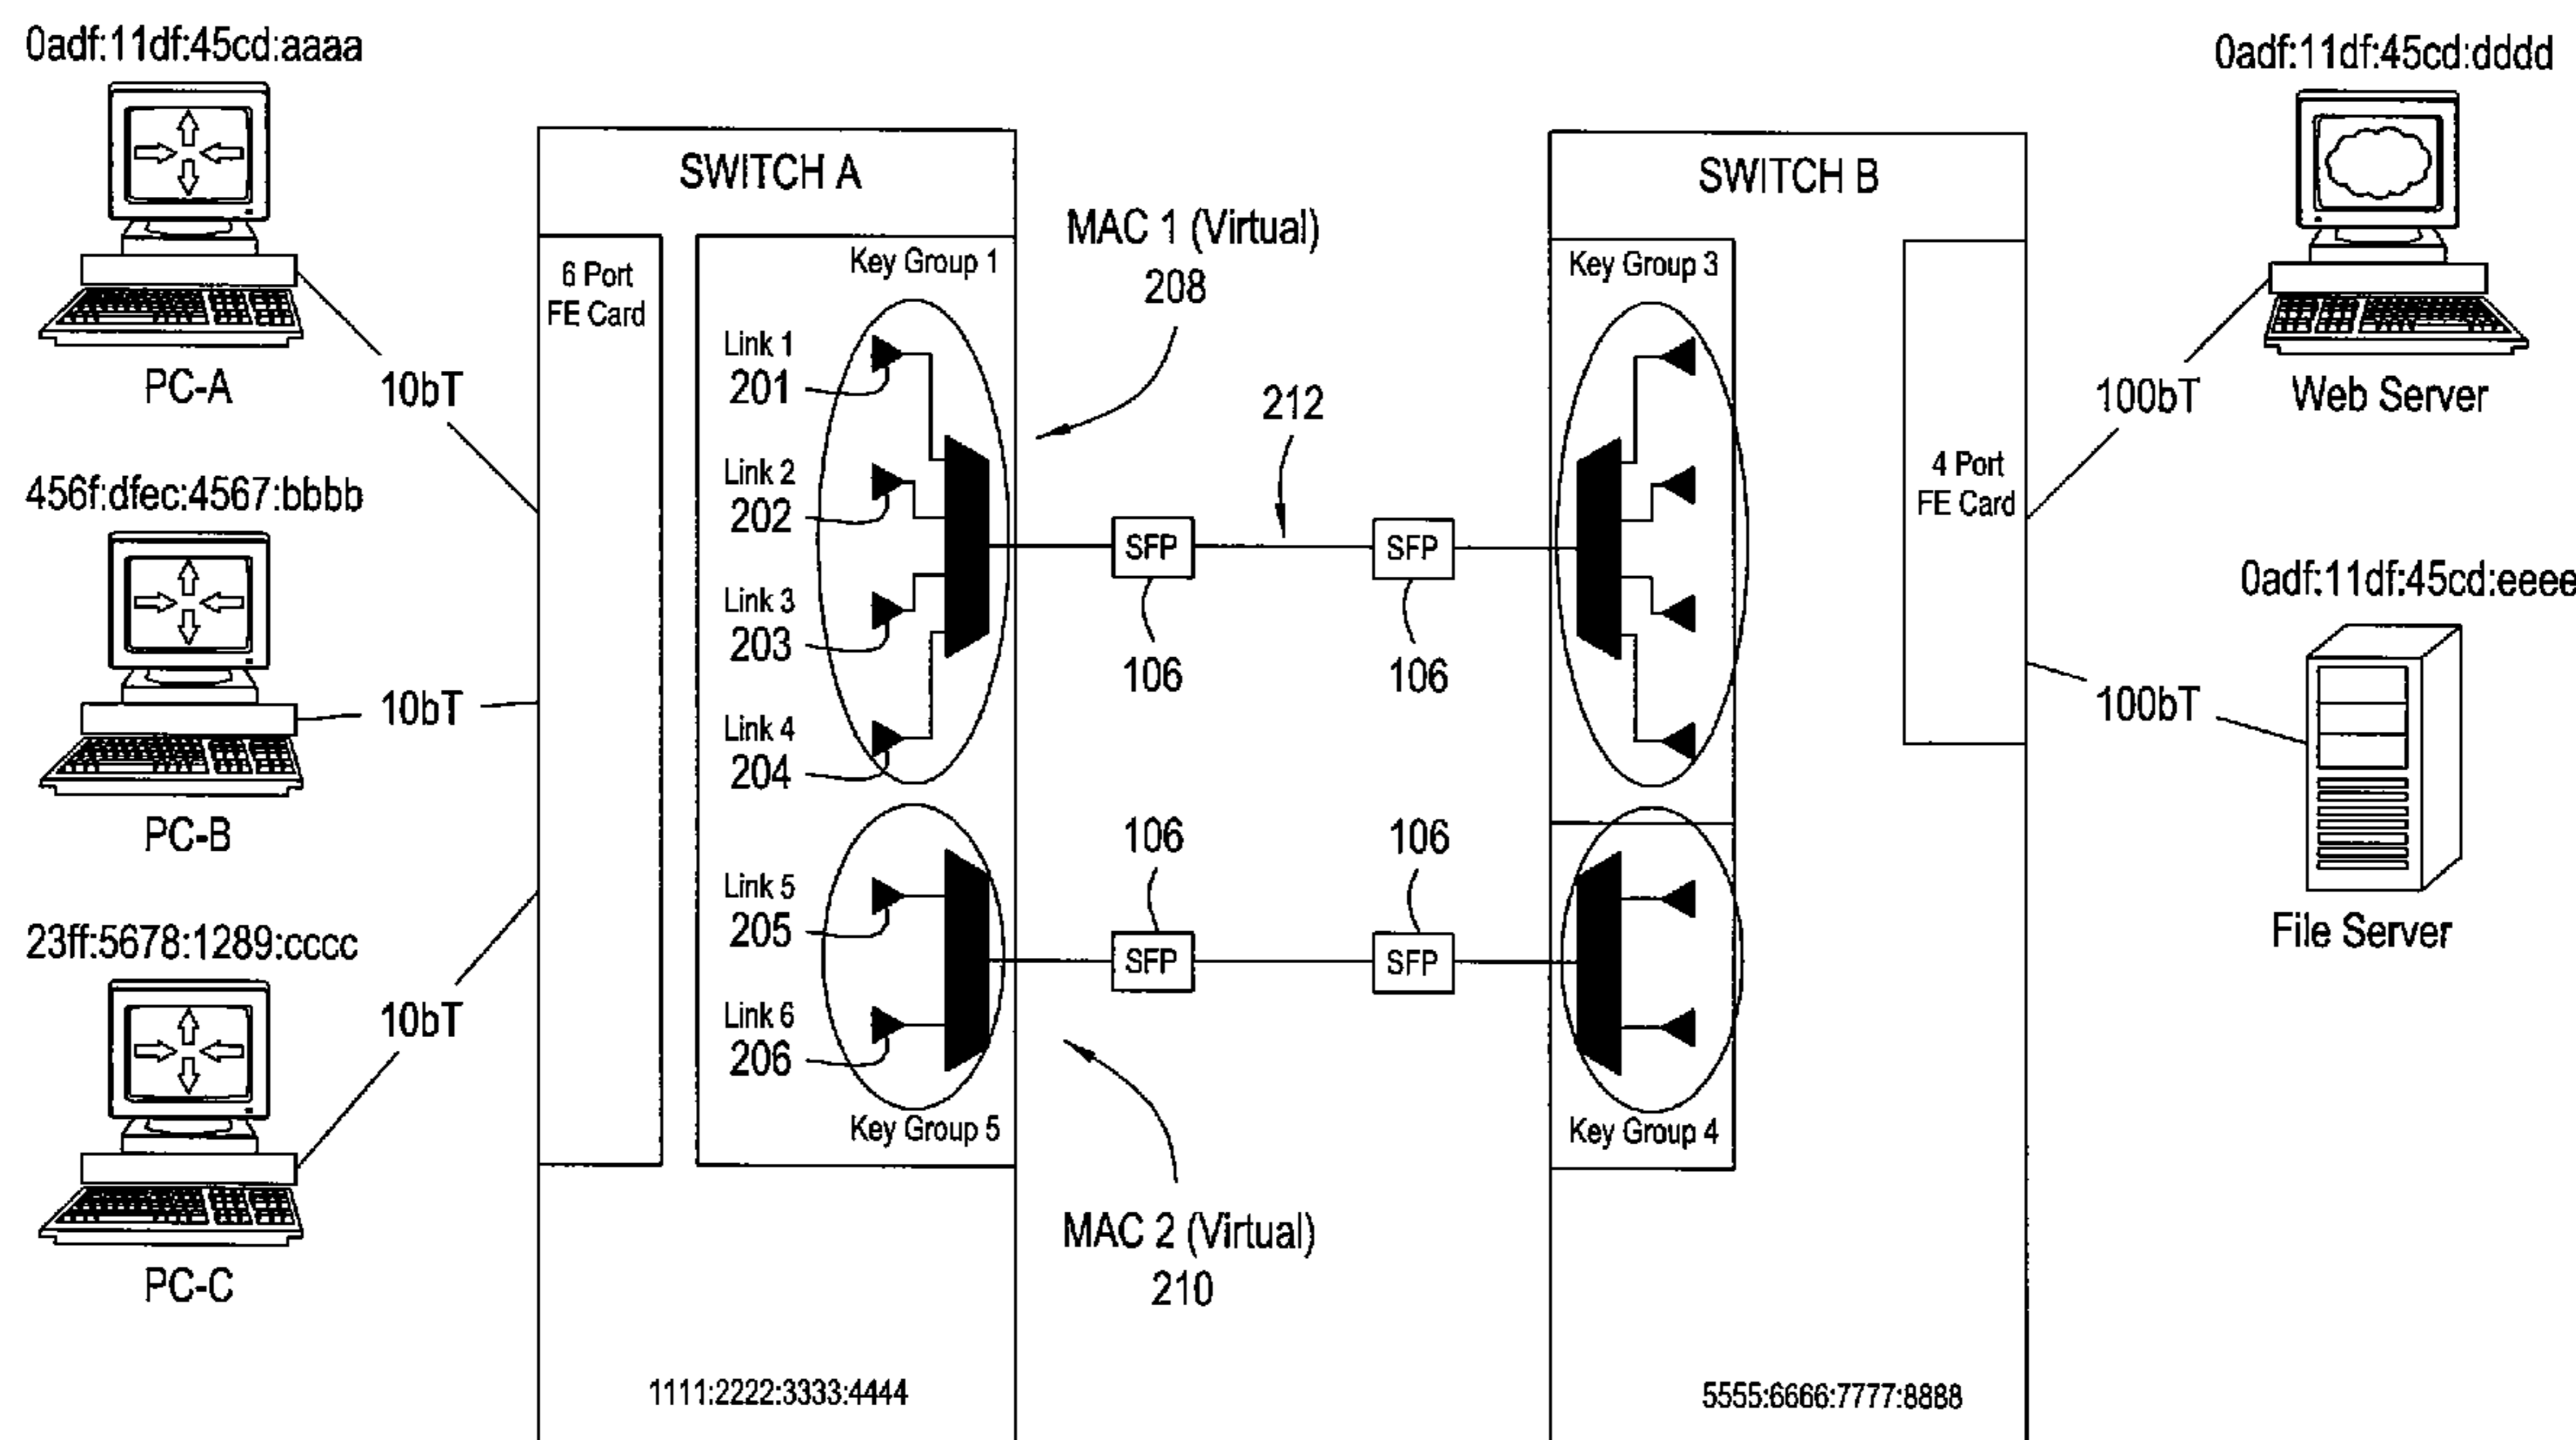 0adf:11df:45cd:aaaa
PC-A
10bT
456f:dfec:4567:bbbb
PC-B
10bT
23ff:5678:1289:cccc
PC-C
10bT
SWITCH A
6 Port
FE Card
Key Group 1
Link 1
201
Link 2
202
Link 3
203
Link 4
204
Link 5
205
Link 6
206
Key Group 5
1111:2222:3333:4444
MAC 1 (Virtual)
208
212
SFP
SFP
106
106
106
106
SFP
SFP
MAC 2 (Virtual)
210
SWITCH B
Key Group 3
Key Group 4
4 Port
FE Card
5555:6666:7777:8888
0adf:11df:45cd:dddd
100bT
Web Server
0adf:11df:45cd:eeee
100bT
File Server